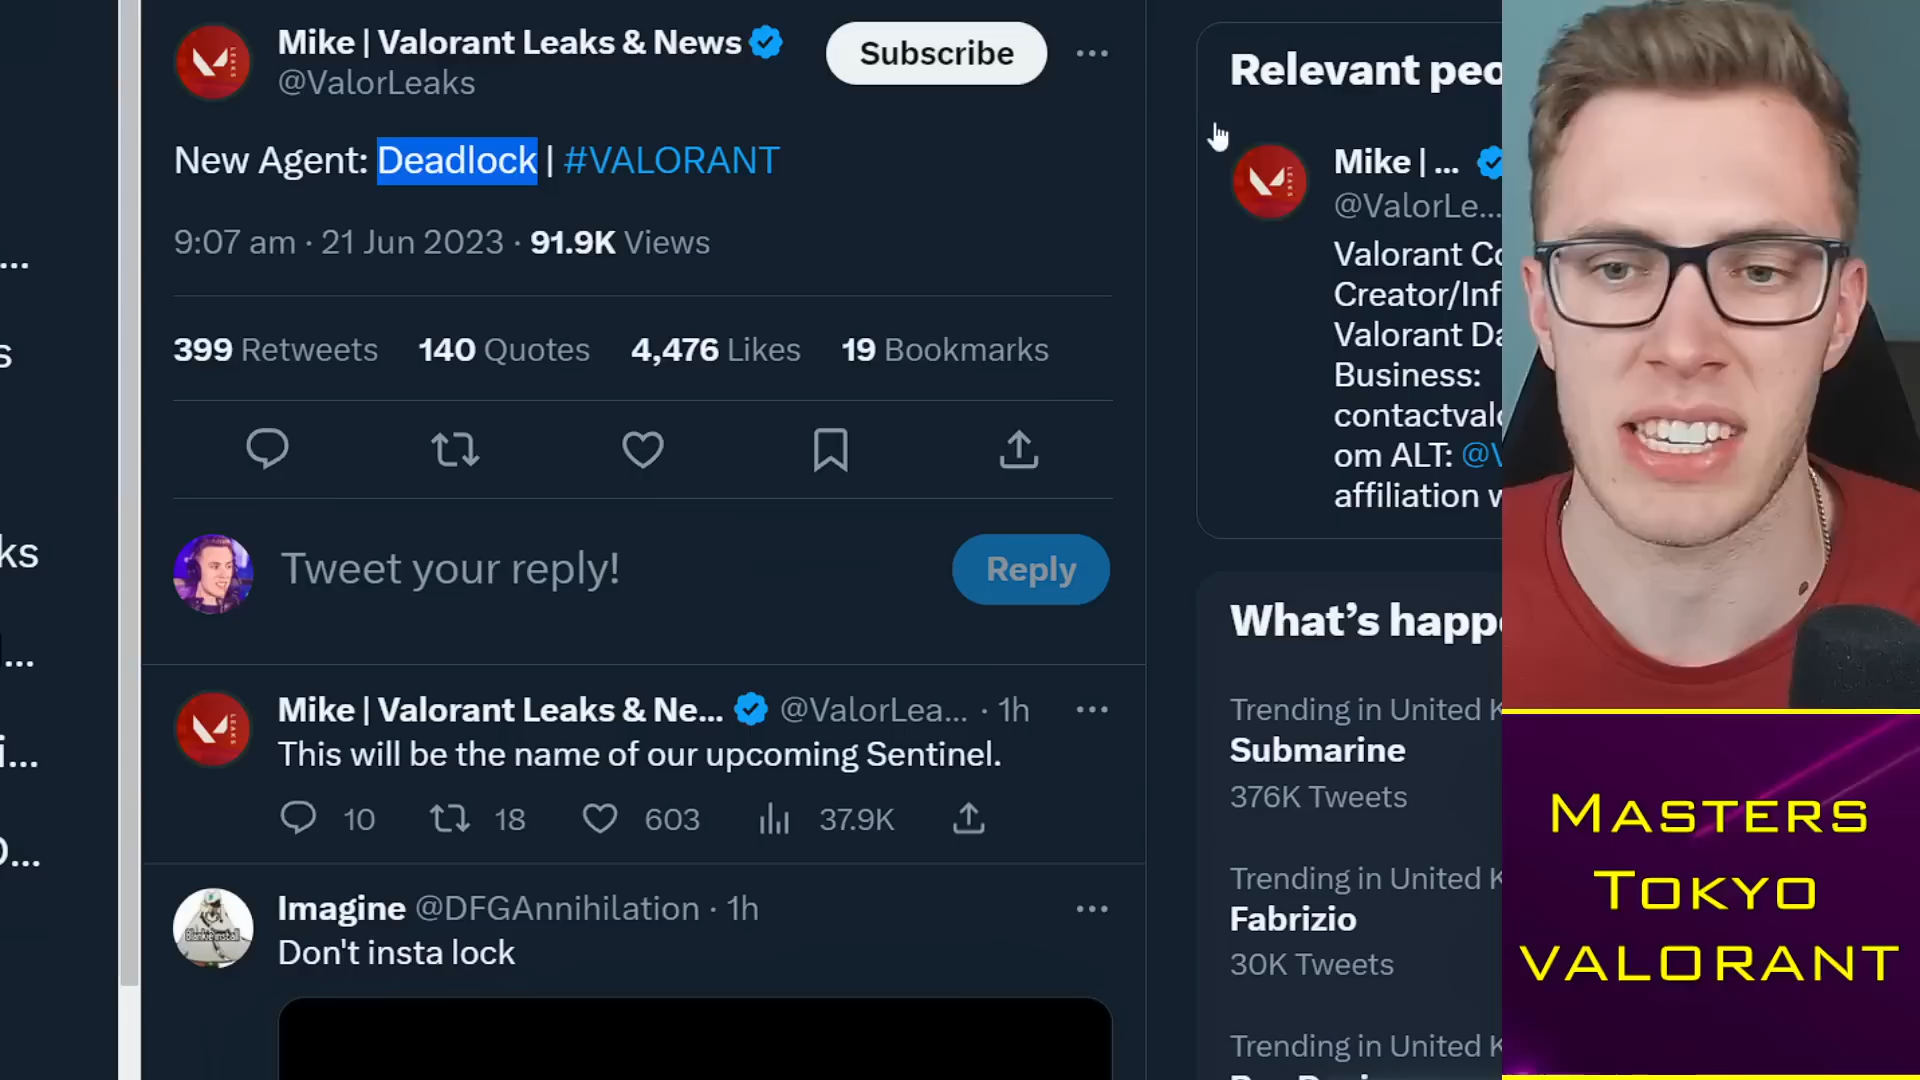 Mike | Valorant Leaks & News
Subscribe
@ValorLeaks
New Agent: Deadlock | #VALORANT
9:07 am · 21 Jun 2023 · 91.9K Views
399 Retweets 140 Quotes 4,476 Likes 19 Bookmarks
Tweet your reply!
Reply
Mike | Valorant Leaks & Ne... @ValorLea... · 1h
This will be the name of our upcoming Sentinel.
10 18 603 37.9K
Imagine @DFGAnnihilation · 1h
Don't insta lock
Relevant peo
Mike | ...
@ValorLe...
Valorant Co
Creator/Inf
Valorant Da
Business:
contactvalo
om ALT: @V
affiliation w
What's happe
Trending in United K
Submarine
376K Tweets
Trending in United K
Fabrizio
30K Tweets
Trending in United K
MASTERS
TOKYO
VALORANT